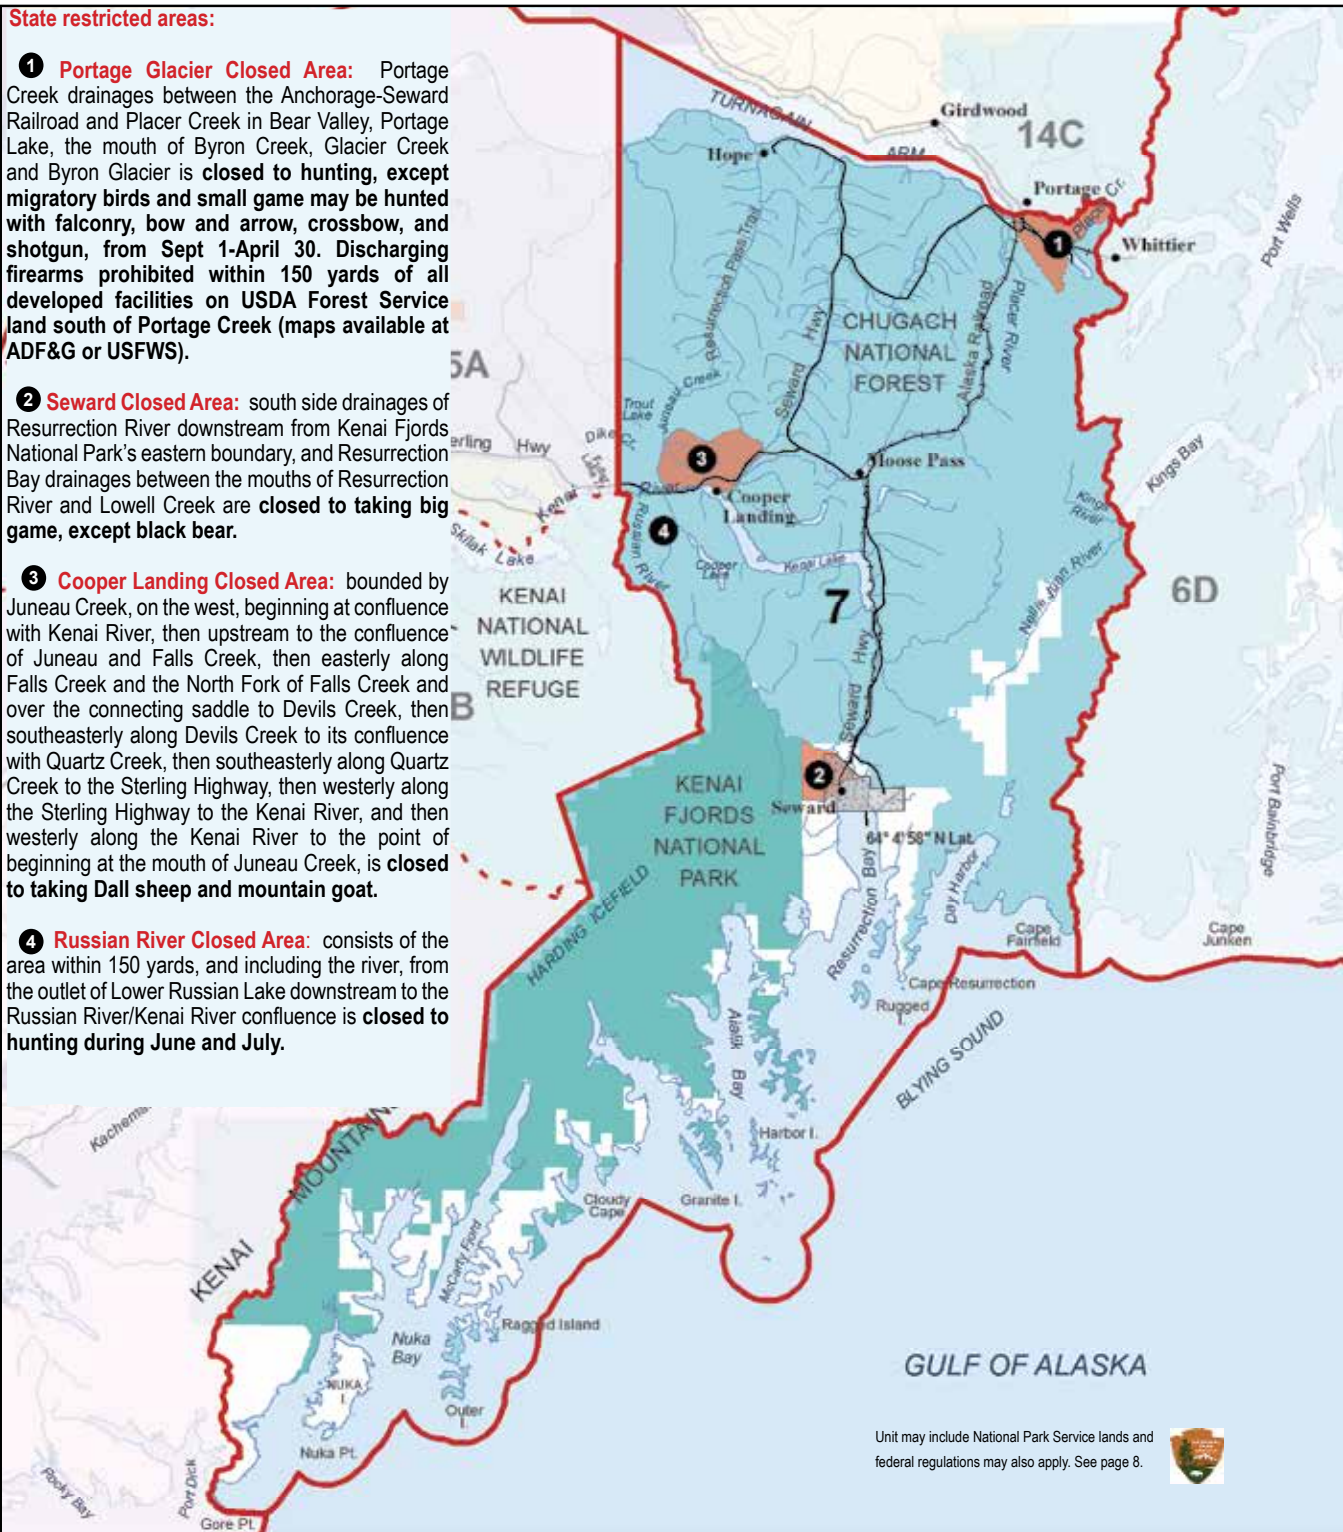 State restricted areas:
1 Portage Glacier Closed Area: Portage
Creek drainages between the Anchorage-Seward
Railroad and Placer Creek in Bear Valley, Portage
Lake, the mouth of Byron Creek, Glacier Creek
and Byron Glacier is closed to hunting, except
migratory birds and small game may be hunted
with falconry, bow and arrow, crossbow, and
shotgun, from Sept 1-April 30. Discharging
firearms prohibited within 150 yards of all
developed facilities on USDA Forest Service
land south of Portage Creek (maps available at
ADF&G or USFWS).
2 Seward Closed Area: south side drainages of
Resurrection River downstream from Kenai Fjords
National Park's eastern boundary, and Resurrection
Bay drainages between the mouths of Resurrection
River and Lowell Creek are closed to taking big
game, except black bear.
3 Cooper Landing Closed Area: bounded by
Juneau Creek, on the west, beginning at confluence
with Kenai River, then upstream to the confluence
of Juneau and Falls Creek, then easterly along
Falls Creek and the North Fork of Falls Creek and
over the connecting saddle to Devils Creek, then
southeasterly along Devils Creek to its confluence
with Quartz Creek, then southeasterly along Quartz
Creek to the Sterling Highway, then westerly along
the Sterling Highway to the Kenai River, and then
westerly along the Kenai River to the point of
beginning at the mouth of Juneau Creek, is closed
to taking Dall sheep and mountain goat.
4 Russian River Closed Area: consists of the
area within 150 yards, and including the river, from
the outlet of Lower Russian Lake downstream to the
Russian River/Kenai River confluence is closed to
hunting during June and July.
TURNAGAIN
ARM
Girdwood
14C
Hope
Portage
Placer Cr.
1
Whittier
Port Wells
Resurrection Pass Trail
Seward Hwy
CHUGACH
NATIONAL
FOREST
Alaska Railroad
Placer River
5A
Juneau Creek
Trout
Lake
Dike Cr.
erling Hwy
3
Moose Pass
Kenai River
Cooper
Landing
4
Russian River
Cooper
Lake
Kenai Lake
Skilak Lake
Kings Bay
Kings
River
Nellie Juan River
6D
KENAI
NATIONAL
WILDLIFE
REFUGE
B
7
Seward Hwy
2
Seward
KENAI
FJORDS
NATIONAL
PARK
64° 4'58" N Lat.
Port Bainbridge
HARDING ICEFIELD
Resurrection Bay
Day Harbor
Cape
Fairfield
Cape
Junken
Cape Resurrection
Rugged
I.
Aialik Bay
BLYING SOUND
Harbor I.
Kachema
KENAI MOUNTAINS
Cloudy
Cape
Granite I.
McCarty Fjord
Ragged Island
Nuka
Bay
NUKA
I.
Outer
I.
Nuka Pt.
Port Dick
Rocky Bay
Gore Pt.
GULF OF ALASKA
Unit may include National Park Service lands and
federal regulations may also apply. See page 8.